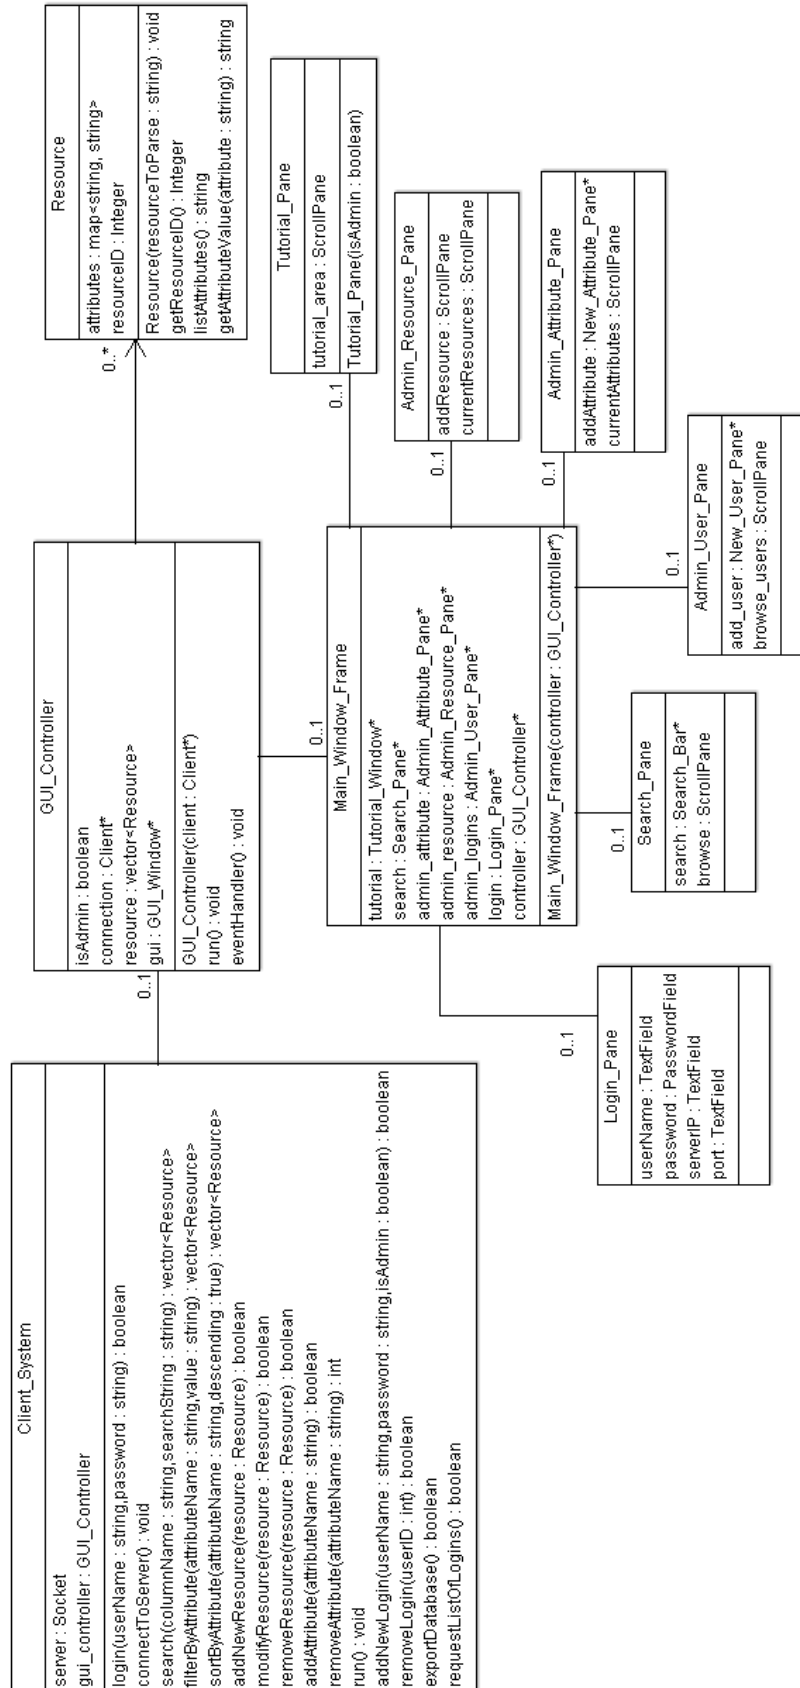 Client_System
server : Socket
gui_controller : GUI_Controller
login(userName : string,password : string) : boolean
connectToServer() : void
search(columnName : string,searchString : string) : vector<Resource>
filterByAttribute(attributeName : string,value : string) : vector<Resource>
sortByAttribute(attributeName : string,descending : true) : vector<Resource>
addNewResource(resource : Resource) : boolean
modifyResource(resource : Resource) : boolean
removeResource(resource : Resource) : boolean
addAttribute(attributeName : string) : boolean
removeAttribute(attributeName : string) : int
run() : void
addNewLogin(userName : string,password : string,isAdmin : boolean) : boolean
removeLogin(userID : int) : boolean
exportDatabase() : boolean
requestListOfLogins() : boolean
0..1
GUI_Controller
isAdmin : boolean
connection : Client*
resource : vector<Resource>
gui : GUI_Window*
GUI_Controller(client : Client*)
run() : void
eventHandler() : void
0..*
Resource
attributes : map<string, string>
resourceID : Integer
Resource(resourceToParse : string) : void
getResourceID() : Integer
listAttributes() : string
getAttributeValue(attribute : string) : string
0..1
Main_Window_Frame
tutorial : Tutorial_Window*
search : Search_Pane*
admin_attribute : Admin_Attribute_Pane*
admin_resource : Admin_Resource_Pane*
admin_logins : Admin_User_Pane*
login : Login_Pane*
controller : GUI_Controller*
Main_Window_Frame(controller : GUI_Controller*)
0..1
Tutorial_Pane
tutorial_area : ScrollPane
Tutorial_Pane(isAdmin : boolean)
0..1
Admin_Resource_Pane
addResource : ScrollPane
currentResources : ScrollPane
0..1
Admin_Attribute_Pane
addAttribute : New_Attribute_Pane*
currentAttributes : ScrollPane
0..1
Login_Pane
userName : TextField
password : PasswordField
serverIP : TextField
port : TextField
0..1
Search_Pane
search : Search_Bar*
browse : ScrollPane
0..1
Admin_User_Pane
add_user : New_User_Pane*
browse_users : ScrollPane